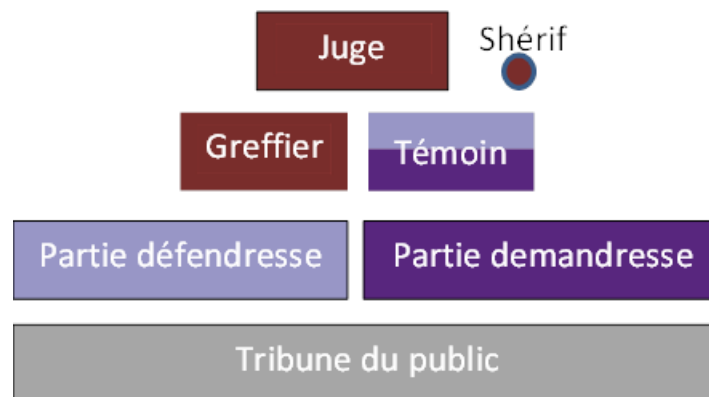 Juge
Shérif
Greffier
Témoin
Partie défendresse
Partie demandresse
Tribune du public